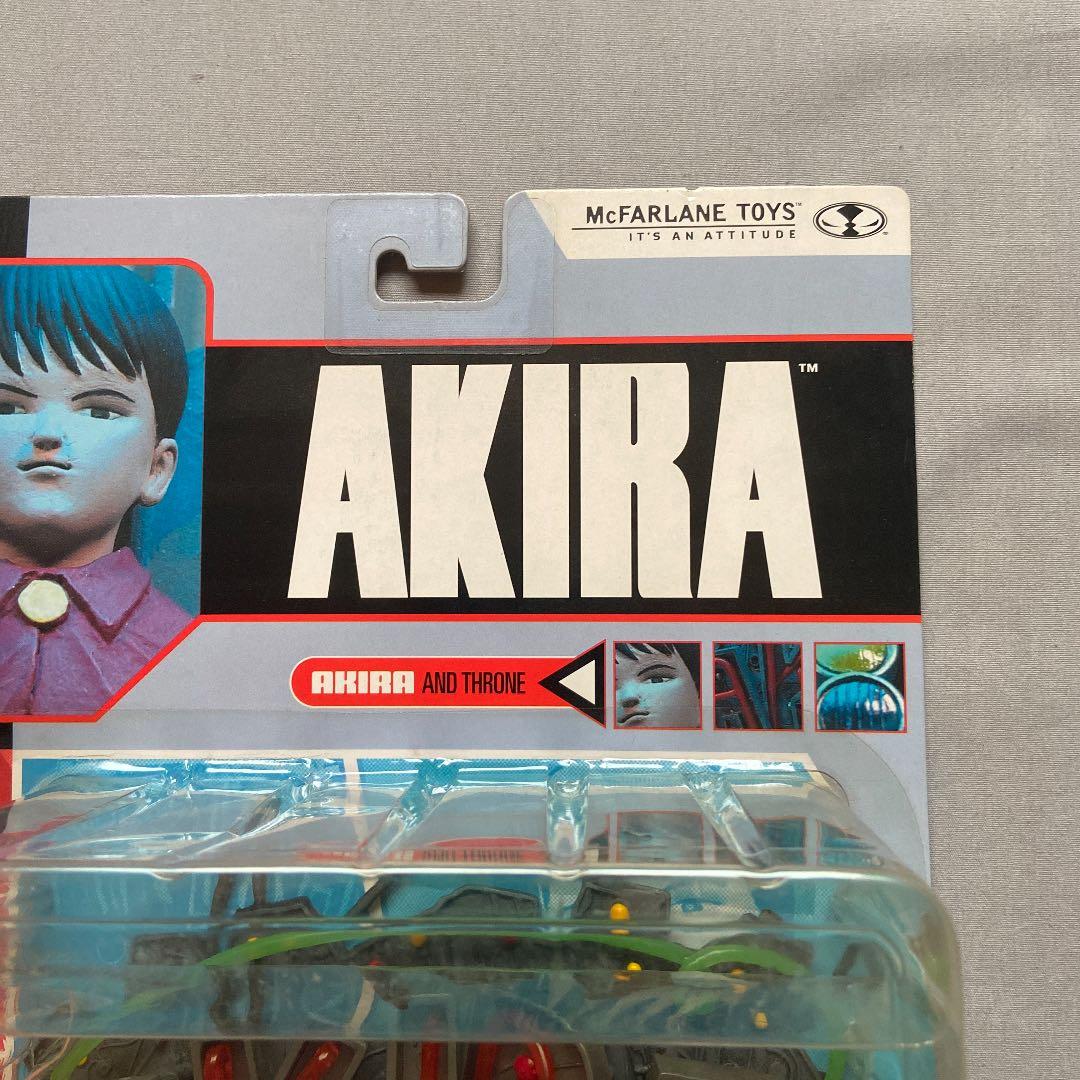 McFARLANE TOYS™
IT'S AN ATTITUDE
AKIRA™
AKIRA AND THRONE